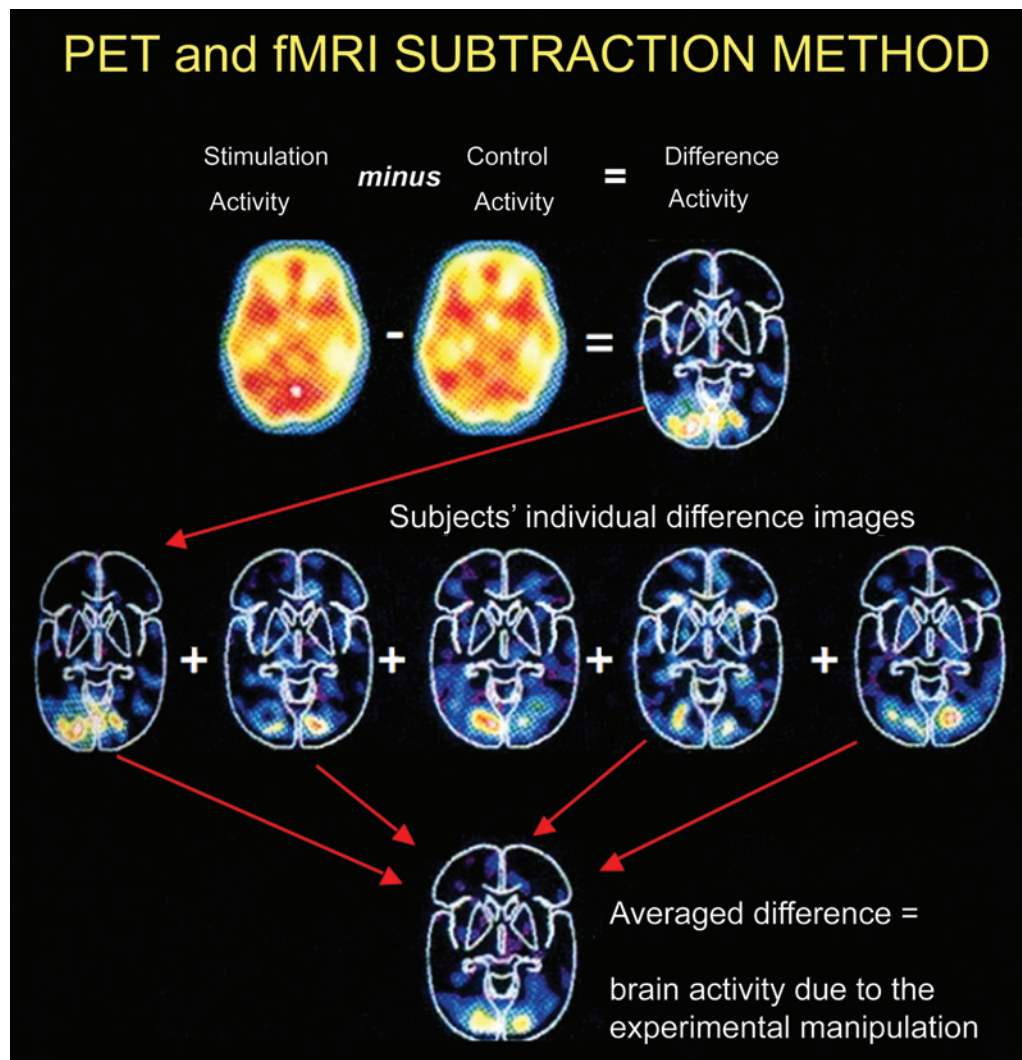 PET and fMRI SUBTRACTION METHOD
Stimulation
Activity
minus
Control
Activity
=
Difference
Activity
- =
Subjects’ individual difference images
+ + + +
Averaged difference =
brain activity due to the
experimental manipulation